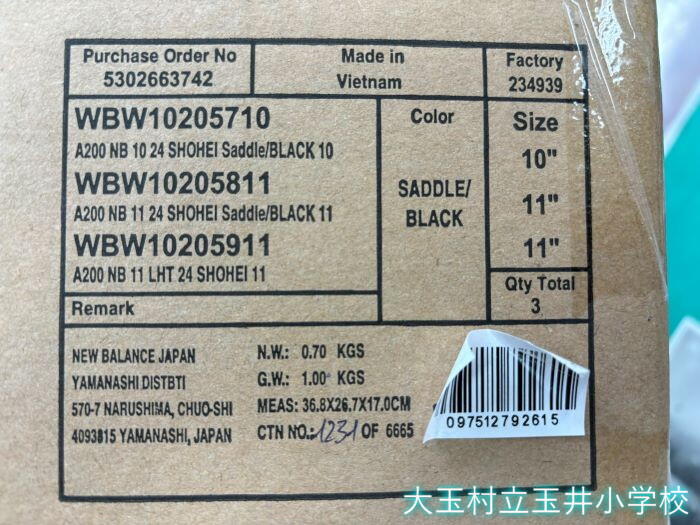 Purchase Order No
5302663742
Made in
Vietnam
Factory
234939
WBW10205710
A200 NB 10 24 SHOHEI Saddle/BLACK 10
WBW10205811
A200 NB 11 24 SHOHEI Saddle/BLACK 11
WBW10205911
A200 NB 11 LHT 24 SHOHEI 11
Color
SADDLE/
BLACK
Size
10"
11"
11"
Qty Total
3
Remark
NEW BALANCE JAPAN
YAMANASHI DISTBTI
570-7 NARUSHIMA, CHUO-SHI
4093815 YAMANASHI, JAPAN
N.W.: 0.70 KGS
G.W.: 1.00 KGS
MEAS: 36.8X26.7X17.0CM
CTN NO.: 1231 OF 6665
097512792615
大玉村立玉井小学校